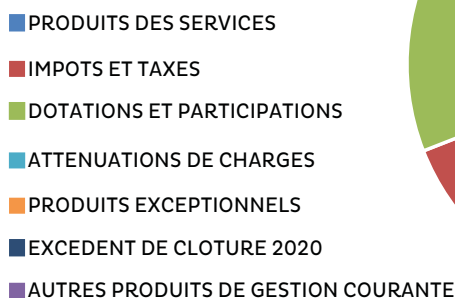 PRODUITS DES SERVICES
IMPOTS ET TAXES
DOTATIONS ET PARTICIPATIONS
ATTENUATIONS DE CHARGES
PRODUITS EXCEPTIONNELS
EXCEDENT DE CLOTURE 2020
AUTRES PRODUITS DE GESTION COURANTE